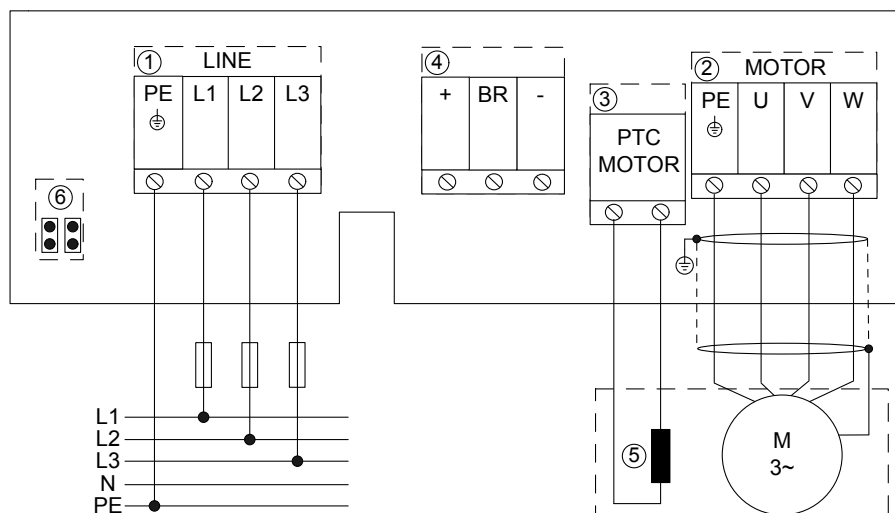 ① LINE
PE L1 L2 L3
④
+ BR -
③
PTC
MOTOR
② MOTOR
PE U V W
⑥
L1
L2
L3
N
PE
⑤
M
3~